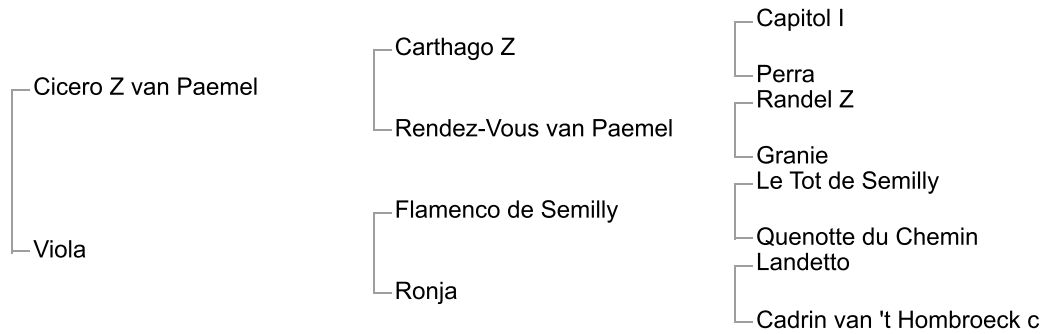 Capitol I
Carthago Z
Perra
Cicero Z van Paemel
Randel Z
Rendez-Vous van Paemel
Granie
Le Tot de Semilly
Flamenco de Semilly
Quenotte du Chemin
Viola
Landetto
Ronja
Cadrin van 't Hombroeck c